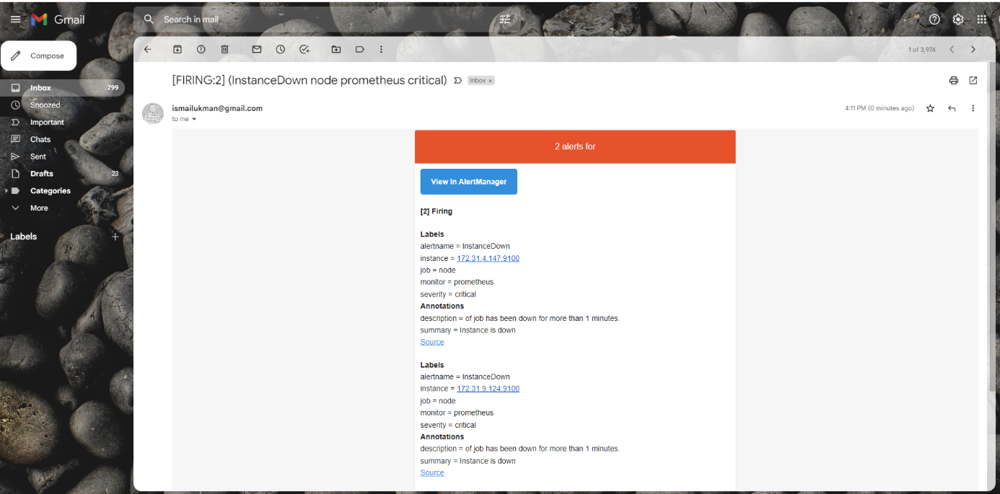 Gmail
Search in mail
Compose
1 of 3,974
Inbox 799
Snoozed
Important
Chats
Sent
Drafts 23
Categories
More
Labels
[FIRING:2] (InstanceDown node prometheus critical) Inbox ×
ismailukman@gmail.com 4:11 PM (0 minutes ago)
to me
2 alerts for
View In AlertManager
[2] Firing
Labels
alertname = InstanceDown
instance = 172.31.4.147:9100
job = node
monitor = prometheus
severity = critical
Annotations
description = of job has been down for more than 1 minutes.
summary = Instance is down
Source
Labels
alertname = InstanceDown
instance = 172.31.9.124:9100
job = node
monitor = prometheus
severity = critical
Annotations
description = of job has been down for more than 1 minutes.
summary = Instance is down
Source